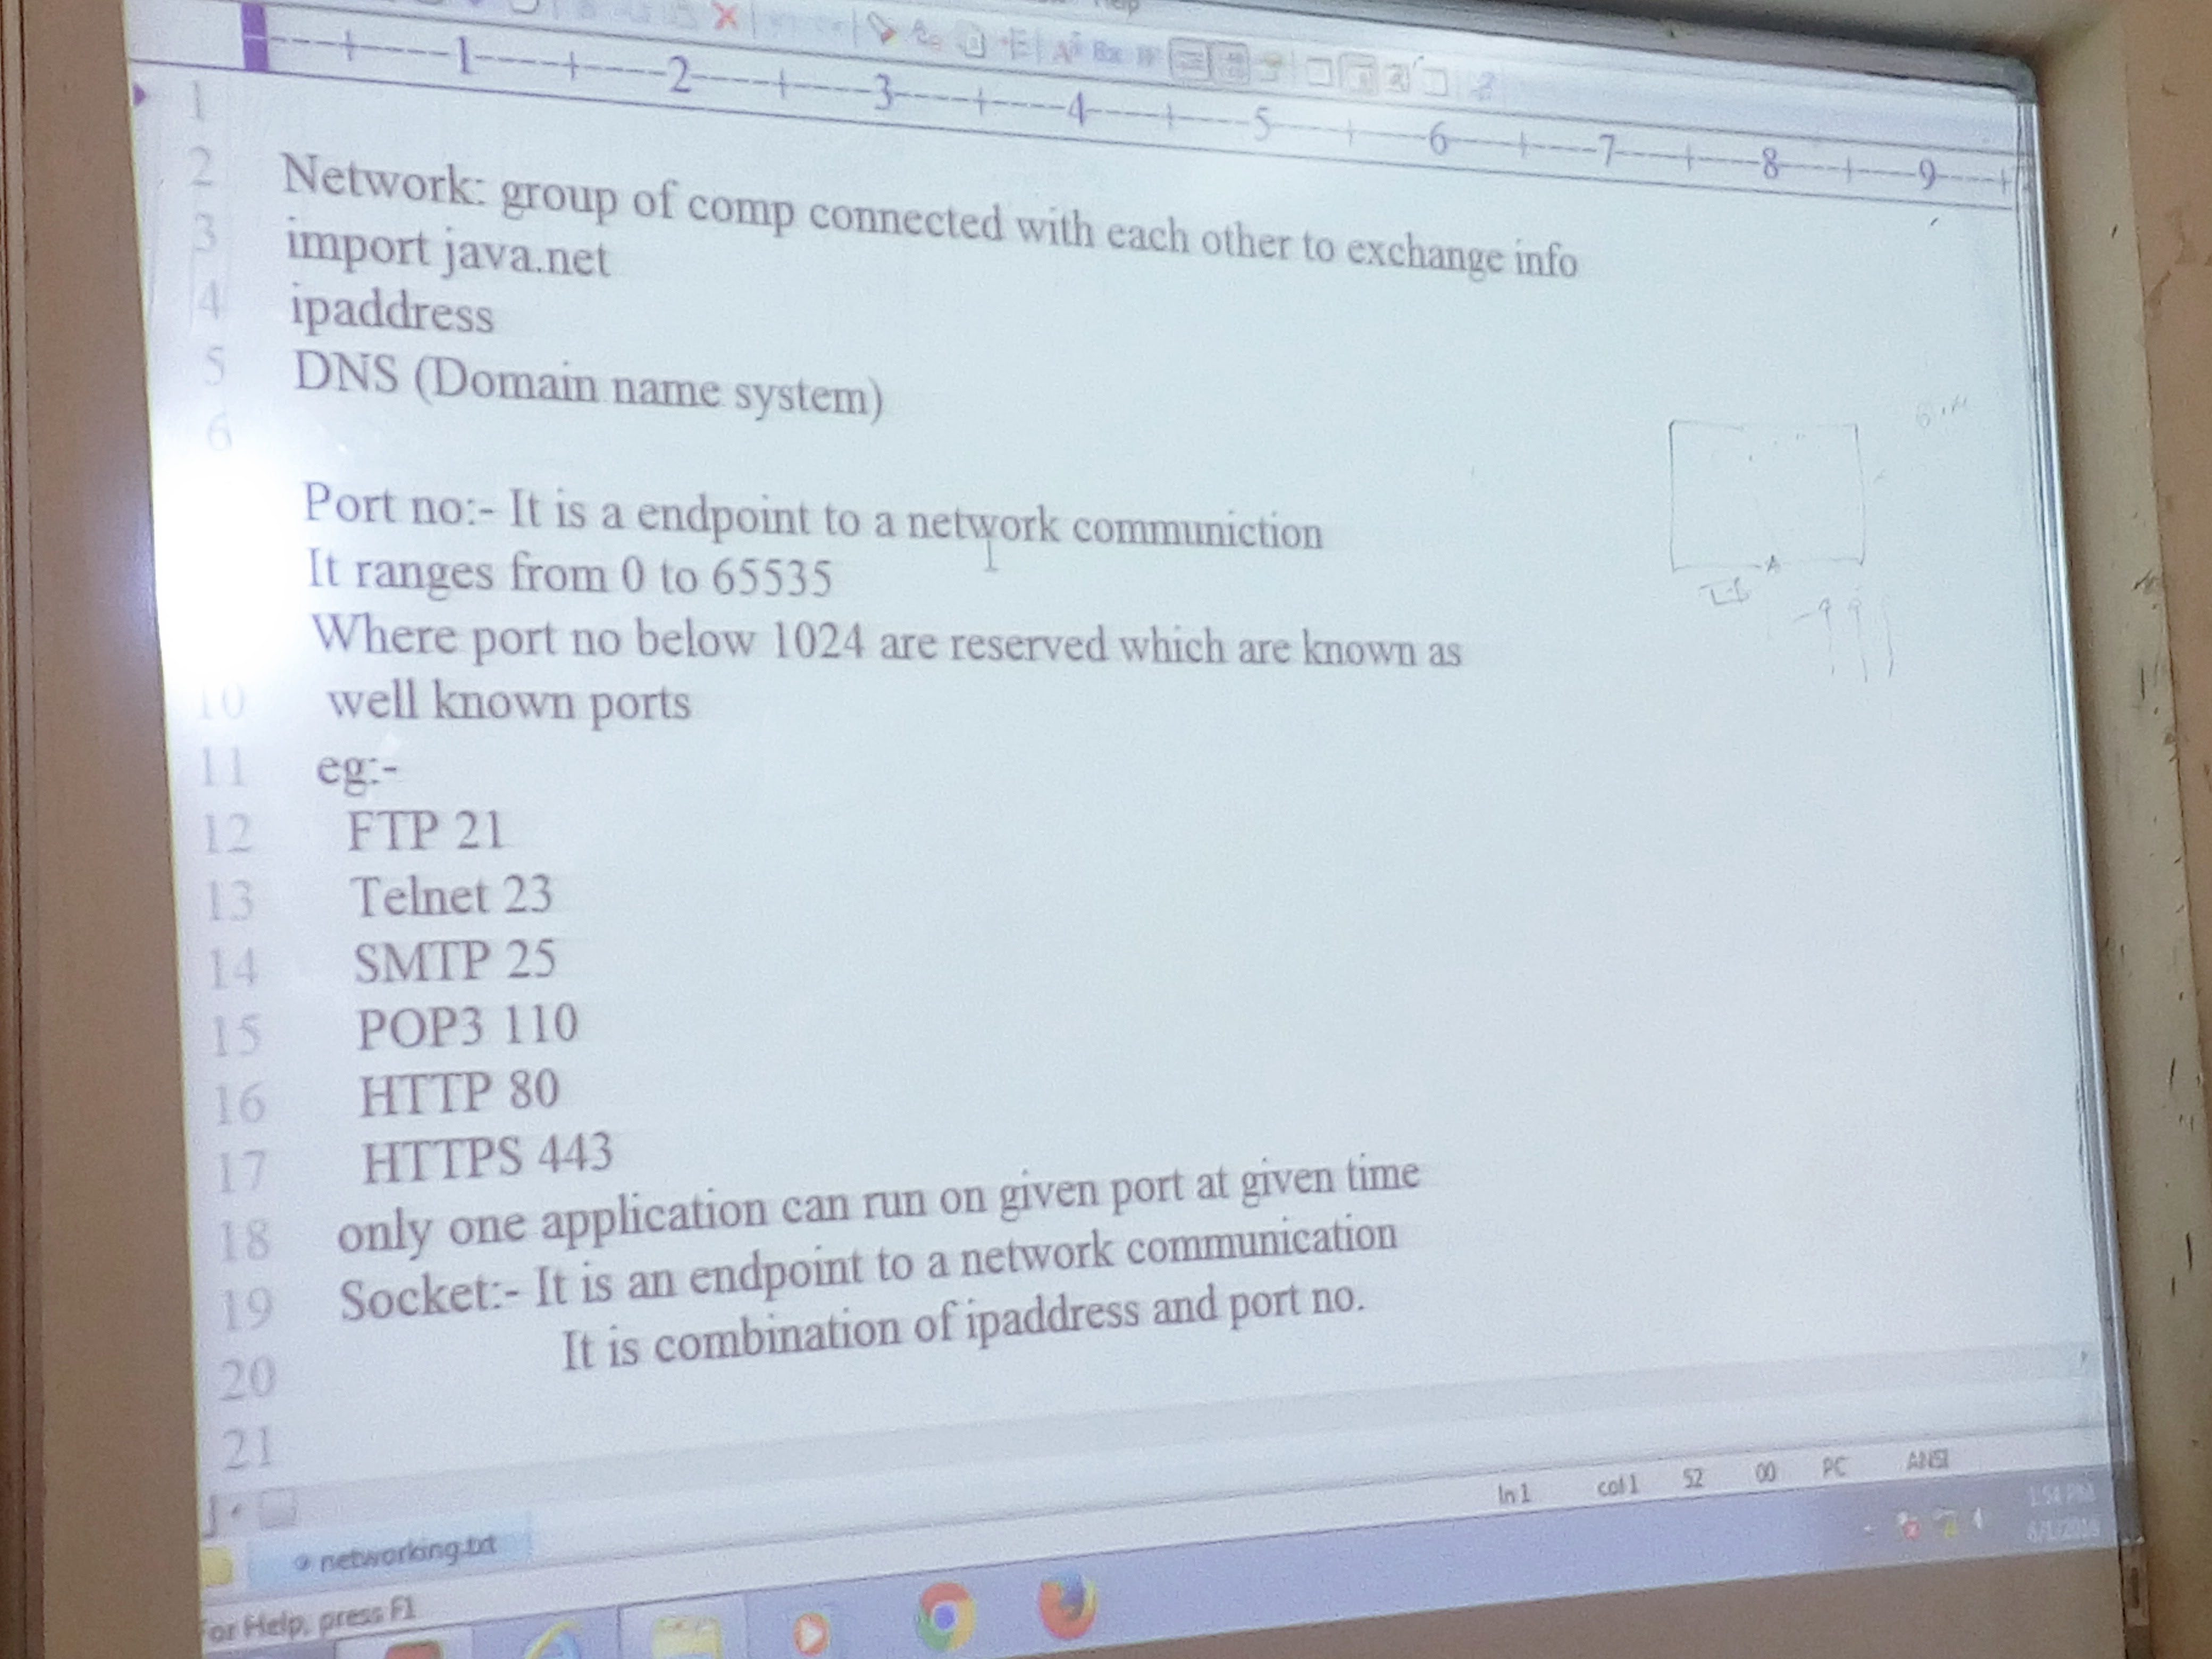 1 2 3 4 5 6 7 8 9
1
2 Network: group of comp connected with each other to exchange info
3 import java.net
4 ipaddress
5 DNS (Domain name system)
6
Port no:- It is a endpoint to a network communiction
It ranges from 0 to 65535
Where port no below 1024 are reserved which are known as
10 well known ports
11 eg:-
12 FTP 21
13 Telnet 23
14 SMTP 25
15 POP3 110
16 HTTP 80
17 HTTPS 443
18 only one application can run on given port at given time
19 Socket:- It is an endpoint to a network communication
20 It is combination of ipaddress and port no.
21
networking.txt
ln 1 col 1 52 00 PC ANSI
For Help, press F1
1:54 PM